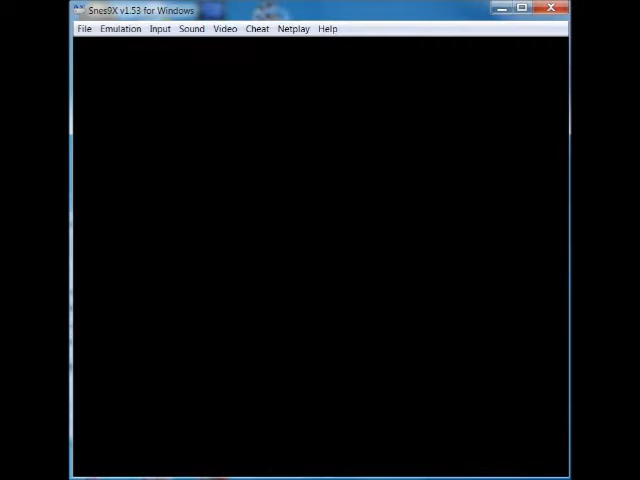 Snes9X v1.53 for Windows
File Emulation Input Sound Video Cheat Netplay Help